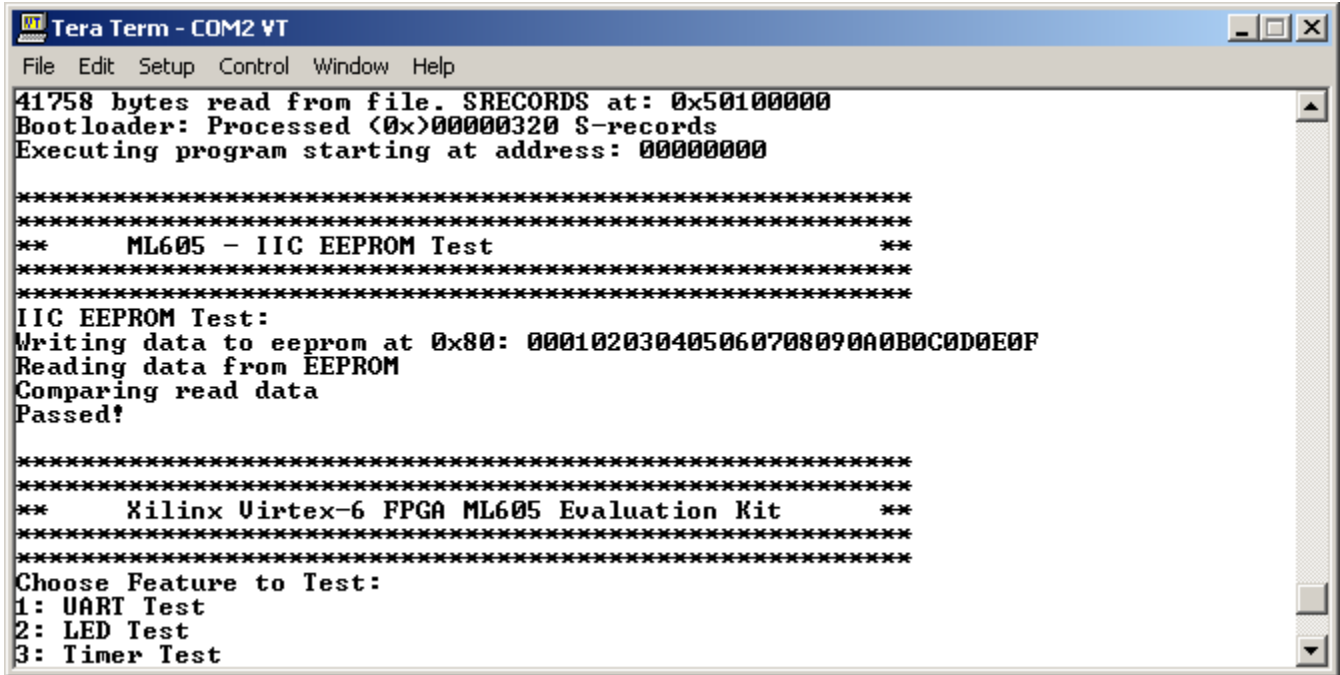 Tera Term - COM2 VT
File Edit Setup Control Window Help
41758 bytes read from file. SRECORDS at: 0x50100000
Bootloader: Processed (0x)00000320 S-records
Executing program starting at address: 00000000
********************************************************
********************************************************
**      ML605 - IIC EEPROM Test                        **
********************************************************
********************************************************
IIC EEPROM Test:
Writing data to eeprom at 0x80: 000102030405060708090A0B0C0D0E0F
Reading data from EEPROM
Comparing read data
Passed!
********************************************************
********************************************************
**      Xilinx Virtex-6 FPGA ML605 Evaluation Kit      **
********************************************************
********************************************************
Choose Feature to Test:
1: UART Test
2: LED Test
3: Timer Test